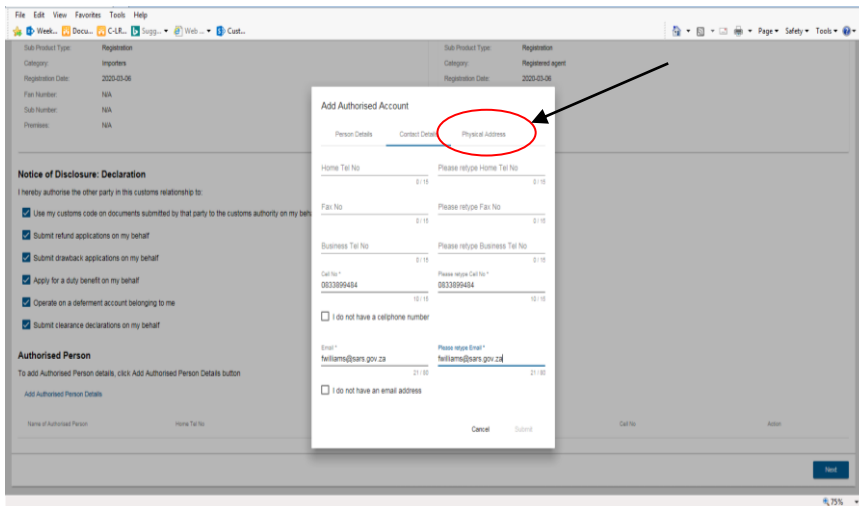 File Edit View Favorites Tools Help
Week... Docu... C-LR... Sugg... Web ... Cust... Page Safety Tools
Sub Product Type: Registration Sub Product Type: Registration
Category: Importers Category: Registered agent
Registration Date: 2020-03-06 Registration Date: 2020-03-06
Fan Number: N/A
Sub Number: N/A
Premises: N/A
Add Authorised Account
Person Details Contact Details Physical Address
Home Tel No Please retype Home Tel No
0 / 15 0 / 15
Fax No Please retype Fax No
0 / 15 0 / 15
Business Tel No Please retype Business Tel No
0 / 15 0 / 15
Cell No * Please retype Cell No *
0833899484 0833899484
10 / 15 10 / 15
I do not have a cellphone number
Email * Please retype Email *
fwilliams@sars.gov.za fwilliams@sars.gov.za
21 / 80 21 / 80
I do not have an email address
Cancel Submit
Notice of Disclosure: Declaration
I hereby authorise the other party in this customs relationship to:
Use my customs code on documents submitted by that party to the customs authority on my beh
Submit refund applications on my behalf
Submit drawback applications on my behalf
Apply for a duty benefit on my behalf
Operate on a deferment account belonging to me
Submit clearance declarations on my behalf
Authorised Person
To add Authorised Person details, click Add Authorised Person Details button
Add Authorised Person Details
Name of Authorised Person Home Tel No Cell No Action
Next
75%